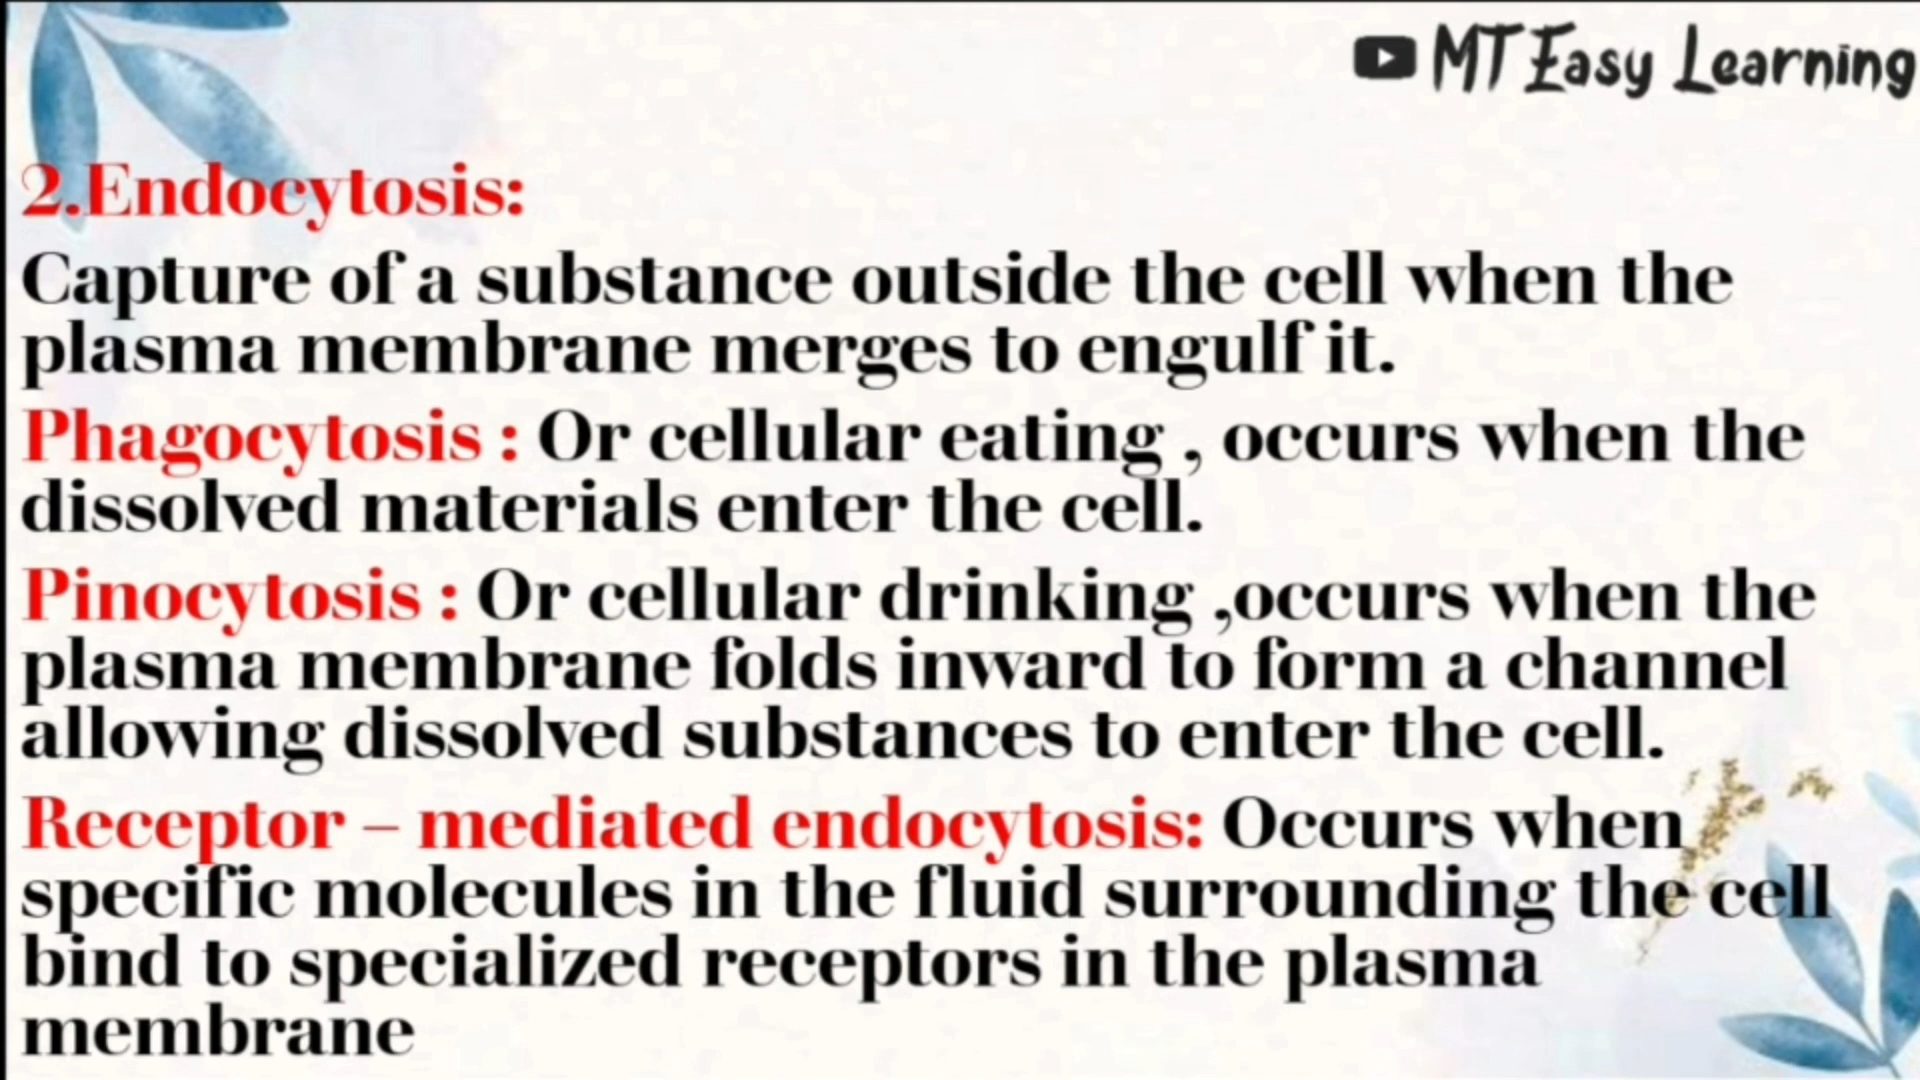 MT Easy Learning
2.Endocytosis:
Capture of a substance outside the cell when the
plasma membrane merges to engulf it.
Phagocytosis : Or cellular eating , occurs when the
dissolved materials enter the cell.
Pinocytosis : Or cellular drinking ,occurs when the
plasma membrane folds inward to form a channel
allowing dissolved substances to enter the cell.
Receptor – mediated endocytosis: Occurs when
specific molecules in the fluid surrounding the cell
bind to specialized receptors in the plasma
membrane